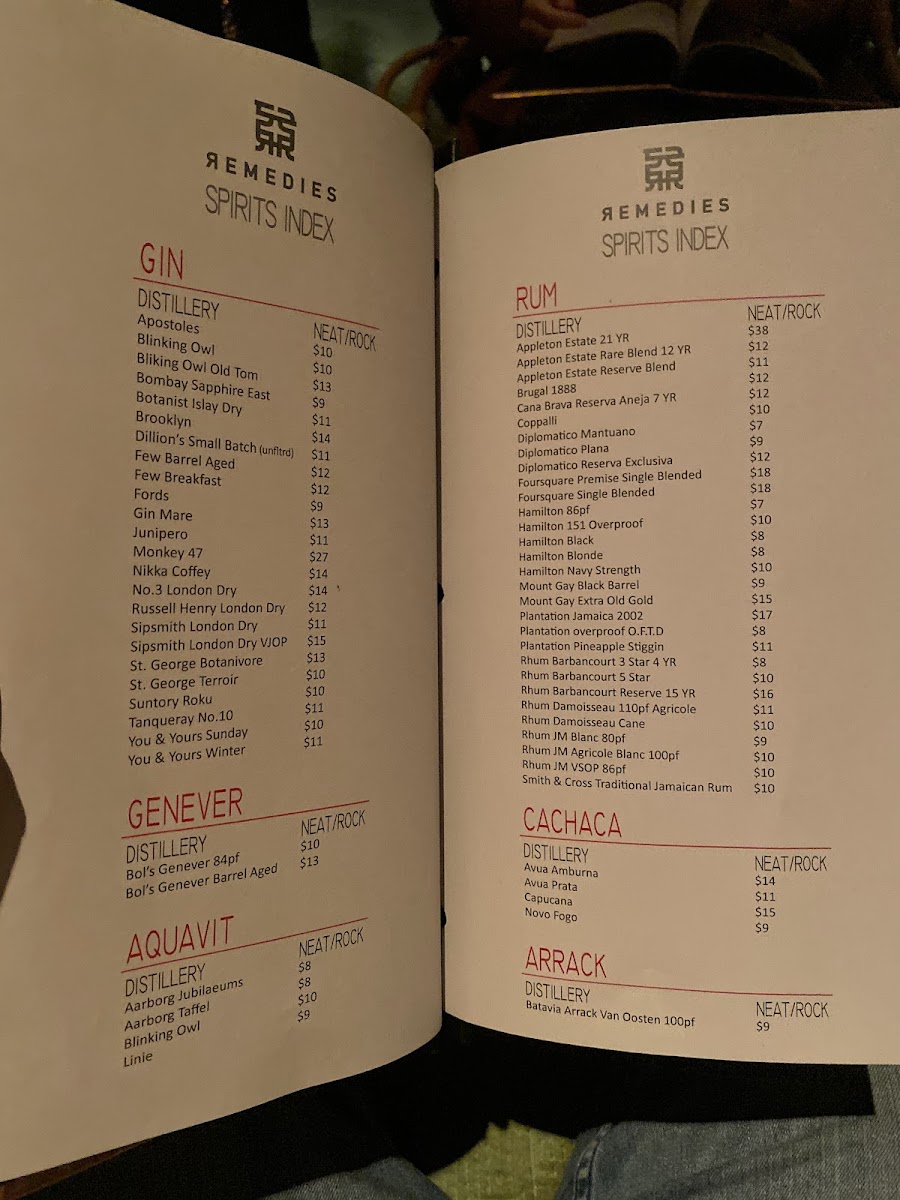 ЯEMEDIES
SPIRITS INDEX
GIN
DISTILLERY NEAT/ROCK
Apostoles $10
Blinking Owl $10
Bliking Owl Old Tom $13
Bombay Sapphire East $9
Botanist Islay Dry $11
Brooklyn $14
Dillion's Small Batch (unfltrd) $11
Few Barrel Aged $12
Few Breakfast $12
Fords $9
Gin Mare $13
Junipero $11
Monkey 47 $27
Nikka Coffey $14
No.3 London Dry $14
Russell Henry London Dry $12
Sipsmith London Dry $11
Sipsmith London Dry VJOP $15
St. George Botanivore $13
St. George Terroir $10
Suntory Roku $10
Tanqueray No.10 $11
You & Yours Sunday $10
You & Yours Winter $11
GENEVER
DISTILLERY NEAT/ROCK
Bol's Genever 84pf $10
Bol's Genever Barrel Aged $13
AQUAVIT
DISTILLERY NEAT/ROCK
Aarborg Jubilaeums $8
Aarborg Taffel $8
Blinking Owl $10
Linie $9
ЯEMEDIES
SPIRITS INDEX
RUM
DISTILLERY NEAT/ROCK
Appleton Estate 21 YR $38
Appleton Estate Rare Blend 12 YR $12
Appleton Estate Reserve Blend $11
Brugal 1888 $12
Cana Brava Reserva Aneja 7 YR $12
Coppalli $10
Diplomatico Mantuano $7
Diplomatico Plana $9
Diplomatico Reserva Exclusiva $12
Foursquare Premise Single Blended $18
Foursquare Single Blended $18
Hamilton 86pf $7
Hamilton 151 Overproof $10
Hamilton Black $8
Hamilton Blonde $8
Hamilton Navy Strength $10
Mount Gay Black Barrel $9
Mount Gay Extra Old Gold $15
Plantation Jamaica 2002 $17
Plantation overproof O.F.T.D $8
Plantation Pineapple Stiggin $11
Rhum Barbancourt 3 Star 4 YR $8
Rhum Barbancourt 5 Star $10
Rhum Barbancourt Reserve 15 YR $16
Rhum Damoisseau 110pf Agricole $11
Rhum Damoisseau Cane $10
Rhum JM Blanc 80pf $9
Rhum JM Agricole Blanc 100pf $10
Rhum JM VSOP 86pf $10
Smith & Cross Traditional Jamaican Rum $10
CACHACA
DISTILLERY NEAT/ROCK
Avua Amburna $14
Avua Prata $11
Capucana $15
Novo Fogo $9
ARRACK
DISTILLERY NEAT/ROCK
Batavia Arrack Van Oosten 100pf $9